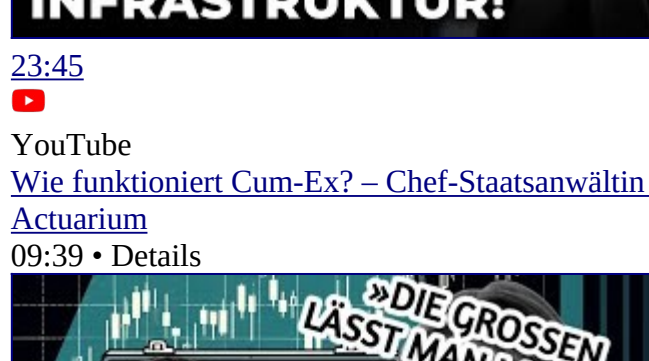 INFRASTRUKTUR!
23:45
YouTube
Wie funktioniert Cum-Ex? – Chef-Staatsanwältin
Actuarium
09:39 • Details
»DIE GROSSEN
LÄSST MAN